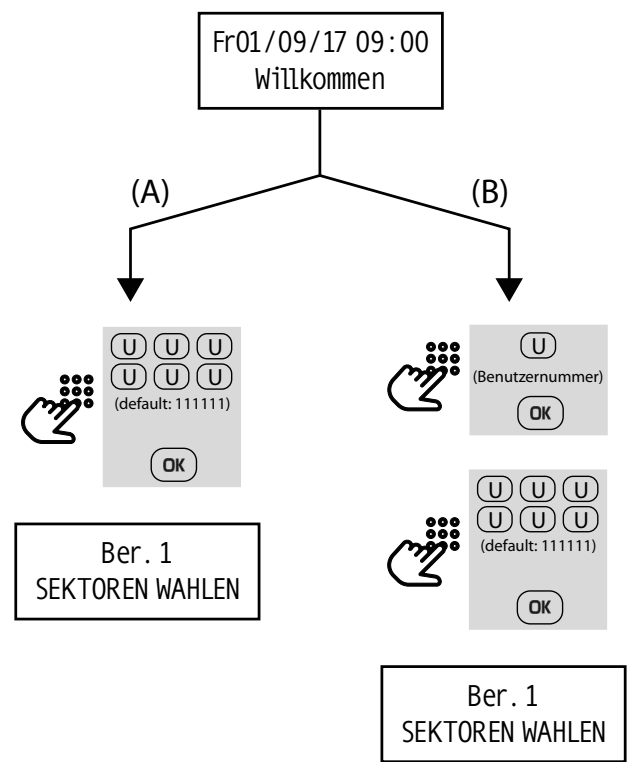 Fr01/09/17 09:00
Willkommen
(A)
(B)
U U U
U U U
(default: 111111)
OK
Ber. 1
SEKTOREN WAHLEN
U
(Benutzernummer)
OK
U U U
U U U
(default: 111111)
OK
Ber. 1
SEKTOREN WAHLEN